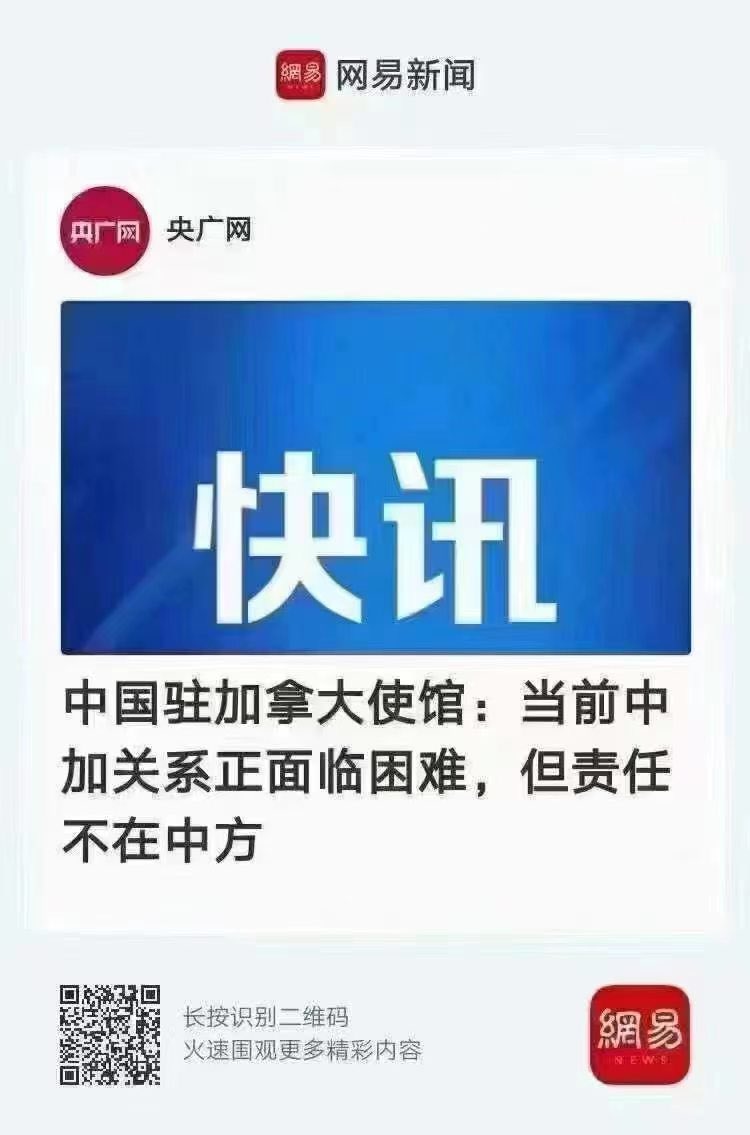 網易
NEWS
网易新闻
央广网
央广网
快讯
中国驻加拿大使馆：当前中
加关系正面临困难，但责任
不在中方
长按识别二维码
火速围观更多精彩内容
網易
NEWS